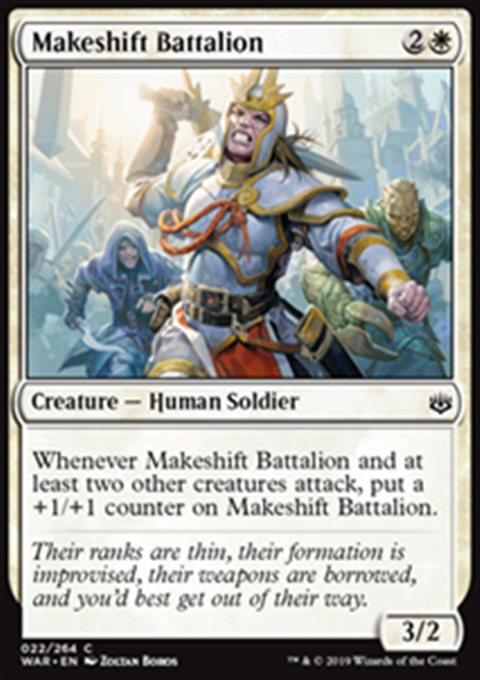 Makeshift Battalion 2
Creature — Human Soldier
Whenever Makeshift Battalion and at
least two other creatures attack, put a
+1/+1 counter on Makeshift Battalion.
Their ranks are thin, their formation is
improvised, their weapons are borrowed,
and you'd best get out of their way.
3/2
022/264 C
WAR • EN Zoltan Boros
™ & © 2019 Wizards of the Coast